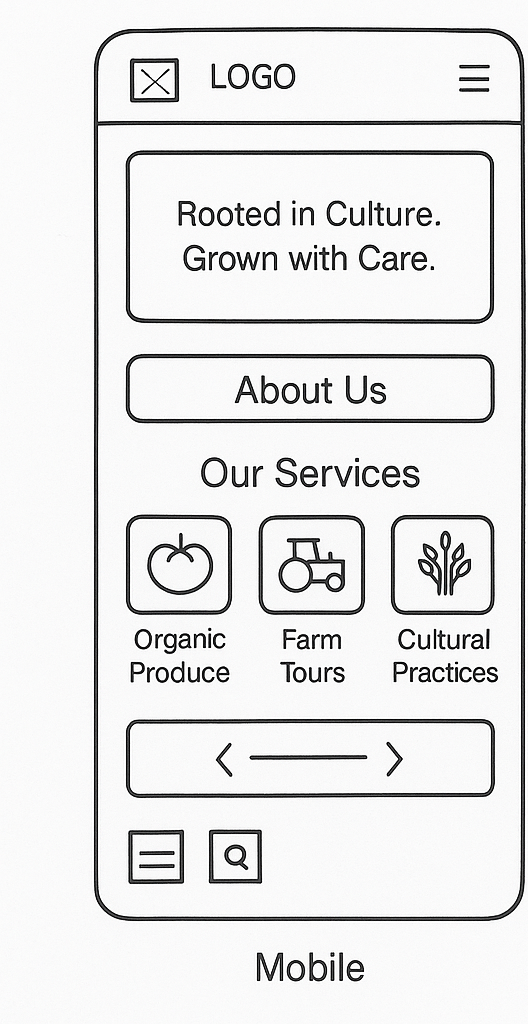 LOGO
Rooted in Culture.
Grown with Care.
About Us
Our Services
Organic
Produce
Farm
Tours
Cultural
Practices
Mobile